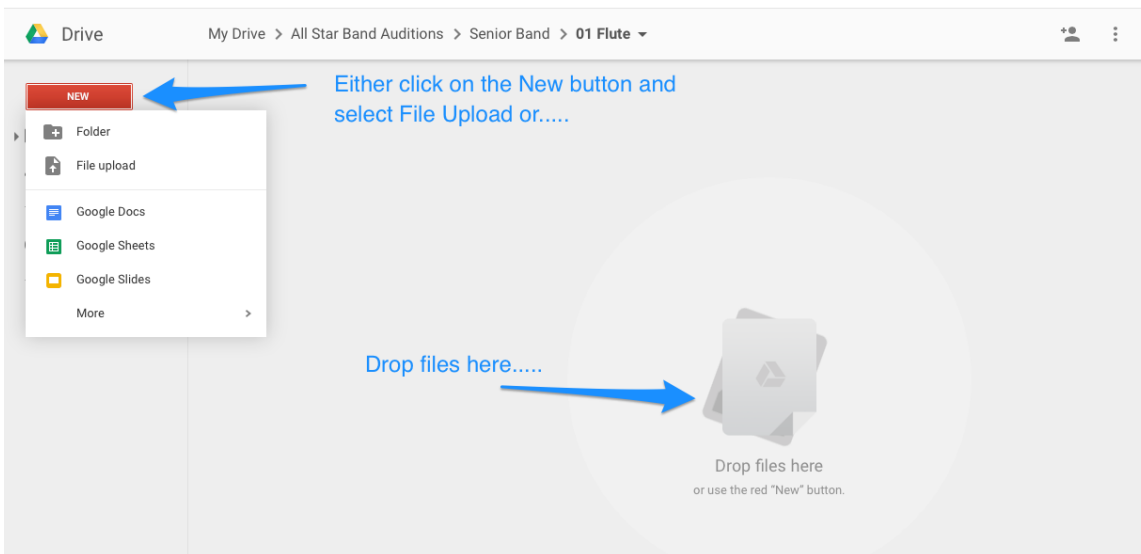 Drive
My Drive > All Star Band Auditions > Senior Band > 01 Flute
NEW
Either click on the New button and
select File Upload or.....
Folder
File upload
Google Docs
Google Sheets
Google Slides
More
Drop files here.....
Drop files here
or use the red “New” button.